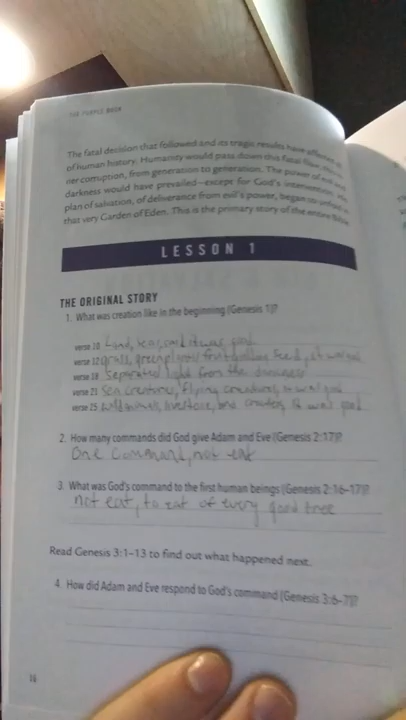 THE PURPLE BOOK
The fatal decision that followed and its tragic results have affected all
of human history. Humanity would pass down this fatal flaw, this in-
ner corruption, from generation to generation. The power of evil and
darkness would have prevailed—except for God's intervention. His
plan of salvation, of deliverance from evil's power, began to unfold in
that very Garden of Eden. This is the primary story of the entire Bible.
LESSON 1
THE ORIGINAL STORY
1. What was creation like in the beginning (Genesis 1)?
verse 10 Land, seas, and it was good
verse 12 grass, green plants, fruit seed, it was good
verse 18 Separated light from the darkness
verse 21 Sea creatures, flying creatures, it was good
verse 25 wild animals, livestock, it was good
2. How many commands did God give Adam and Eve (Genesis 2:17)?
One command, not eat
3. What was God's command to the first human beings (Genesis 2:16–17)?
not eat, to eat of every good tree
Read Genesis 3:1–13 to find out what happened next.
4. How did Adam and Eve respond to God's command (Genesis 3:6–7)?
16